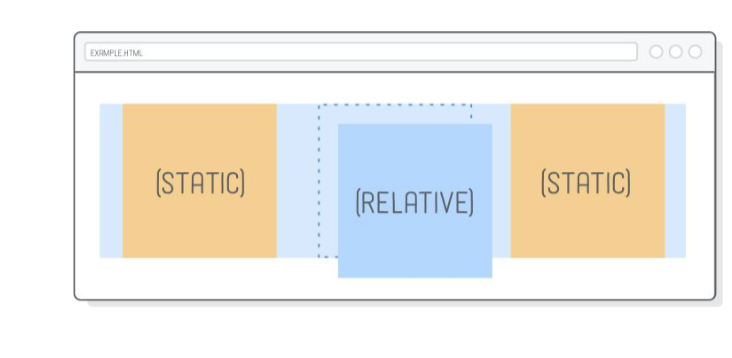 EXAMPLE.HTML
(STATIC)
(RELATIVE)
(STATIC)